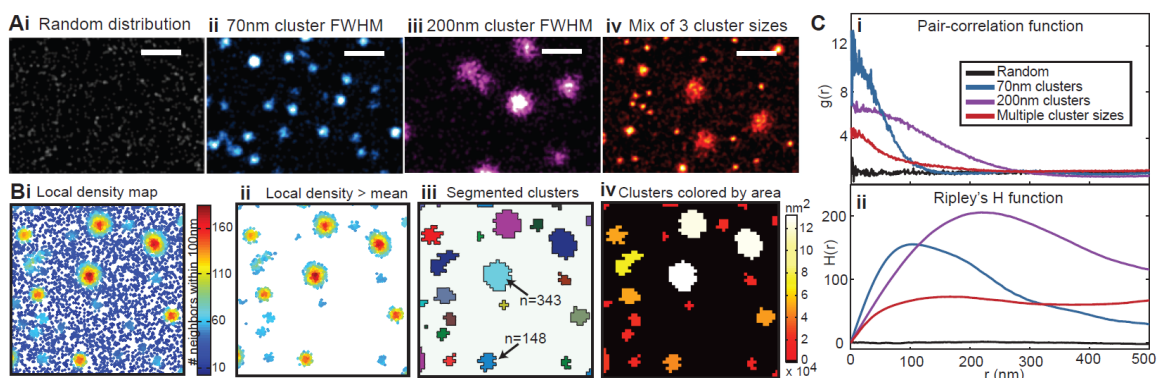 Ai Random distribution
ii 70nm cluster FWHM
iii 200nm cluster FWHM
iv Mix of 3 cluster sizes
Bi Local density map
160
110
60
10
# neighbors within 100nm
ii Local density > mean
iii Segmented clusters
n=343
n=148
iv Clusters colored by area
nm²
12
10
8
6
4
2
0
x 10⁴
C
i Pair-correlation function
12
8
4
g(r)
Random
70nm clusters
200nm clusters
Multiple cluster sizes
ii Ripley's H function
200
100
0
H(r)
0 100 200 300 400 500
r (nm)